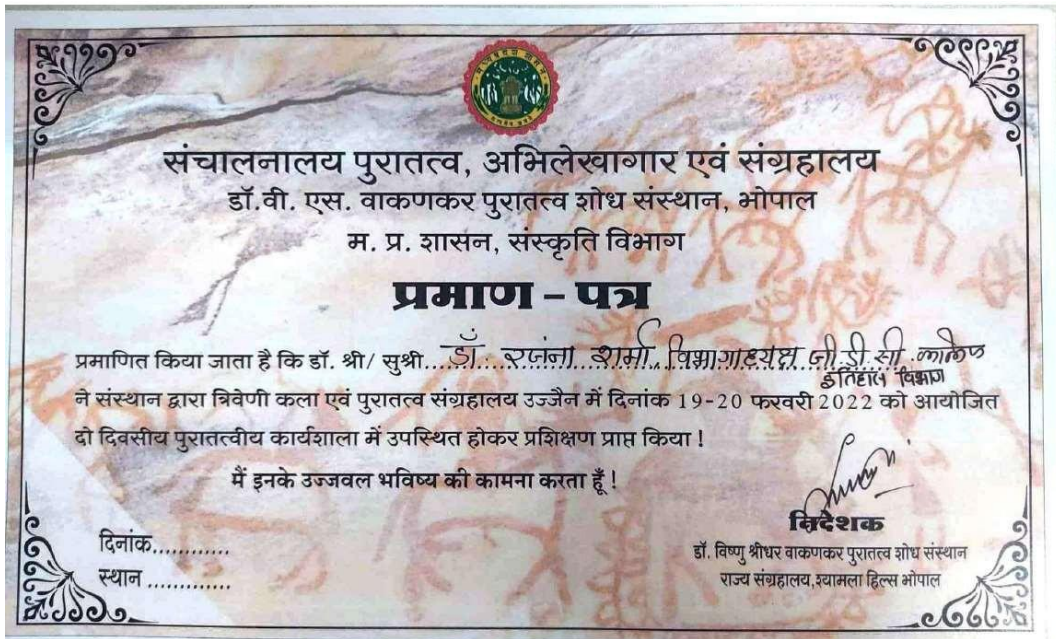 संचालनालय पुरातत्व, अभिलेखागार एवं संग्रहालय
डॉ.वी. एस. वाकणकर पुरातत्व शोध संस्थान, भोपाल
म. प्र. शासन, संस्कृति विभाग
प्रमाण - पत्र
प्रमाणित किया जाता है कि डॉ. श्री/ सुश्री....डॉ. रजंना शर्मा, विभागाध्यक्ष जी.डी.सी. कालेज
इतिहास विभाग
ने संस्थान द्वारा त्रिवेणी कला एवं पुरातत्व संग्रहालय उज्जैन में दिनांक 19-20 फरवरी 2022 को आयोजित
दो दिवसीय पुरातत्वीय कार्यशाला में उपस्थित होकर प्रशिक्षण प्राप्त किया !
मैं इनके उज्जवल भविष्य की कामना करता हूँ !
दिनांक............
स्थान .............
निदेशक
डॉ. विष्णु श्रीधर वाकणकर पुरातत्व शोध संस्थान
राज्य संग्रहालय,श्यामला हिल्स भोपाल